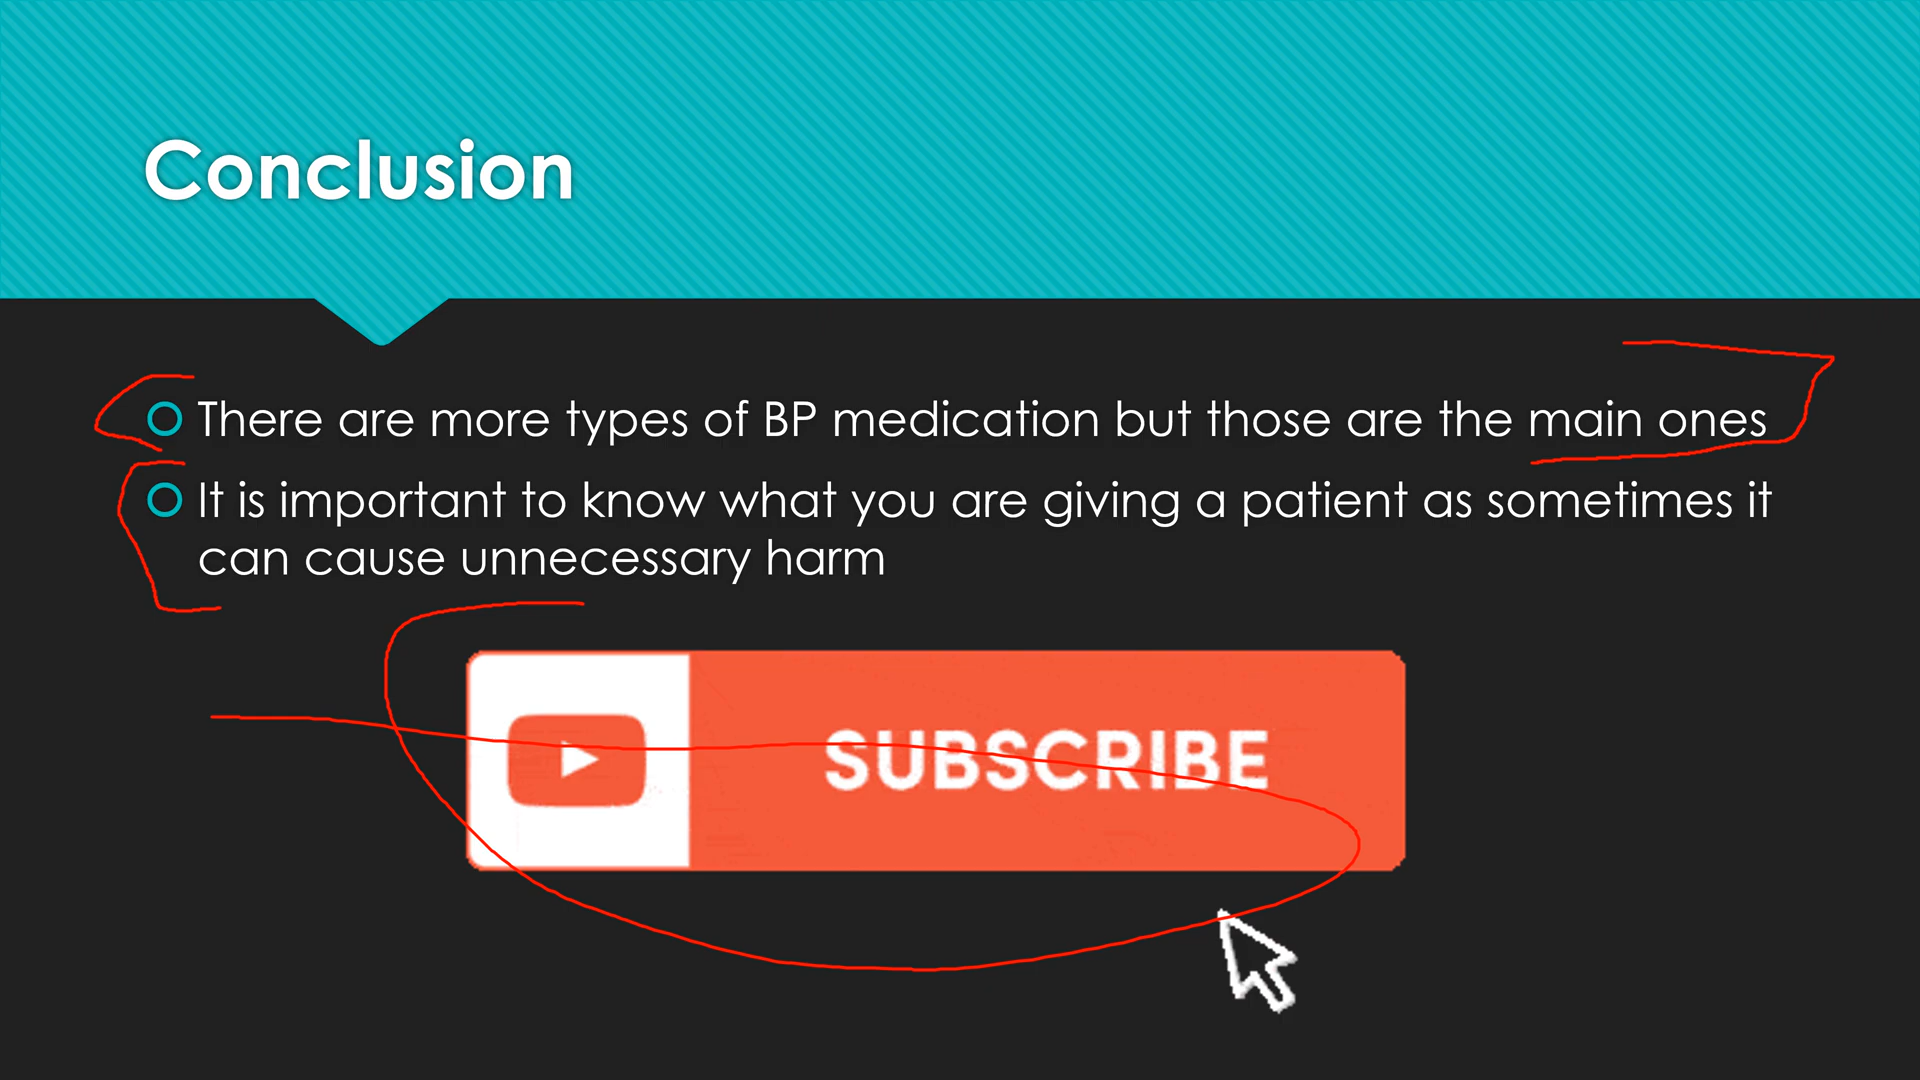 Conclusion
There are more types of BP medication but those are the main ones
It is important to know what you are giving a patient as sometimes it
can cause unnecessary harm
SUBSCRIBE